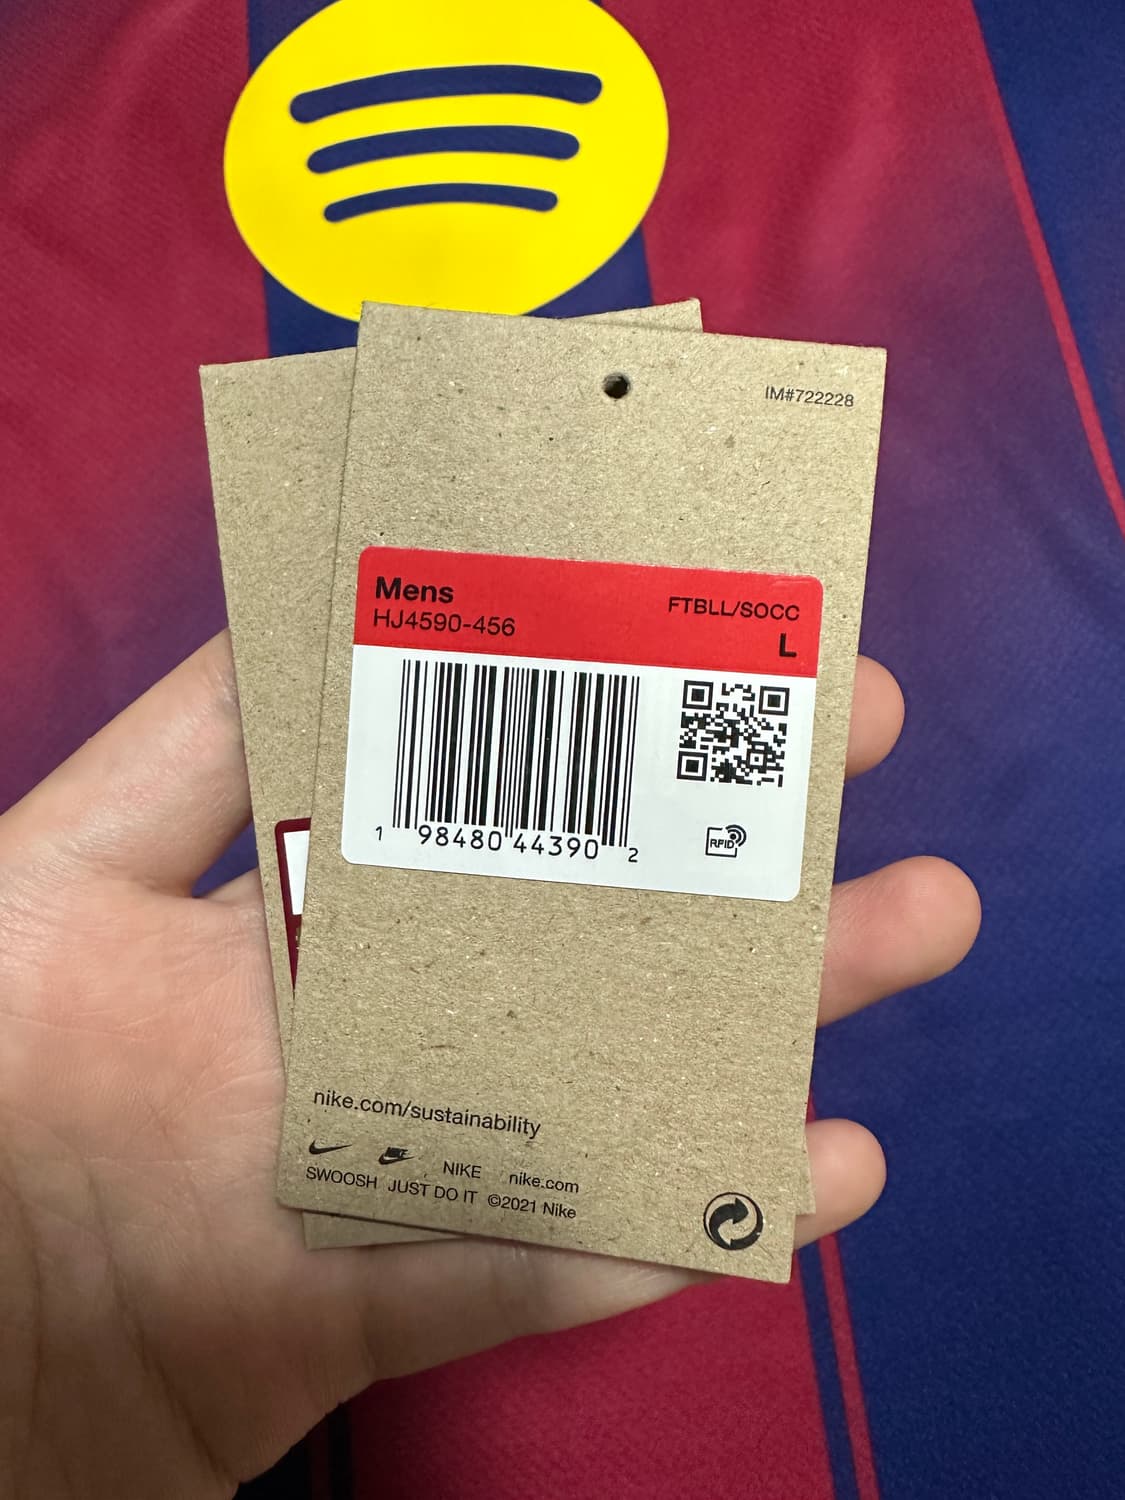 IM#722228
Mens
FTBLL/SOCC
HJ4590-456
L
1 98480 44390 2
RFID
nike.com/sustainability
NIKE nike.com
SWOOSH JUST DO IT ©2021 Nike